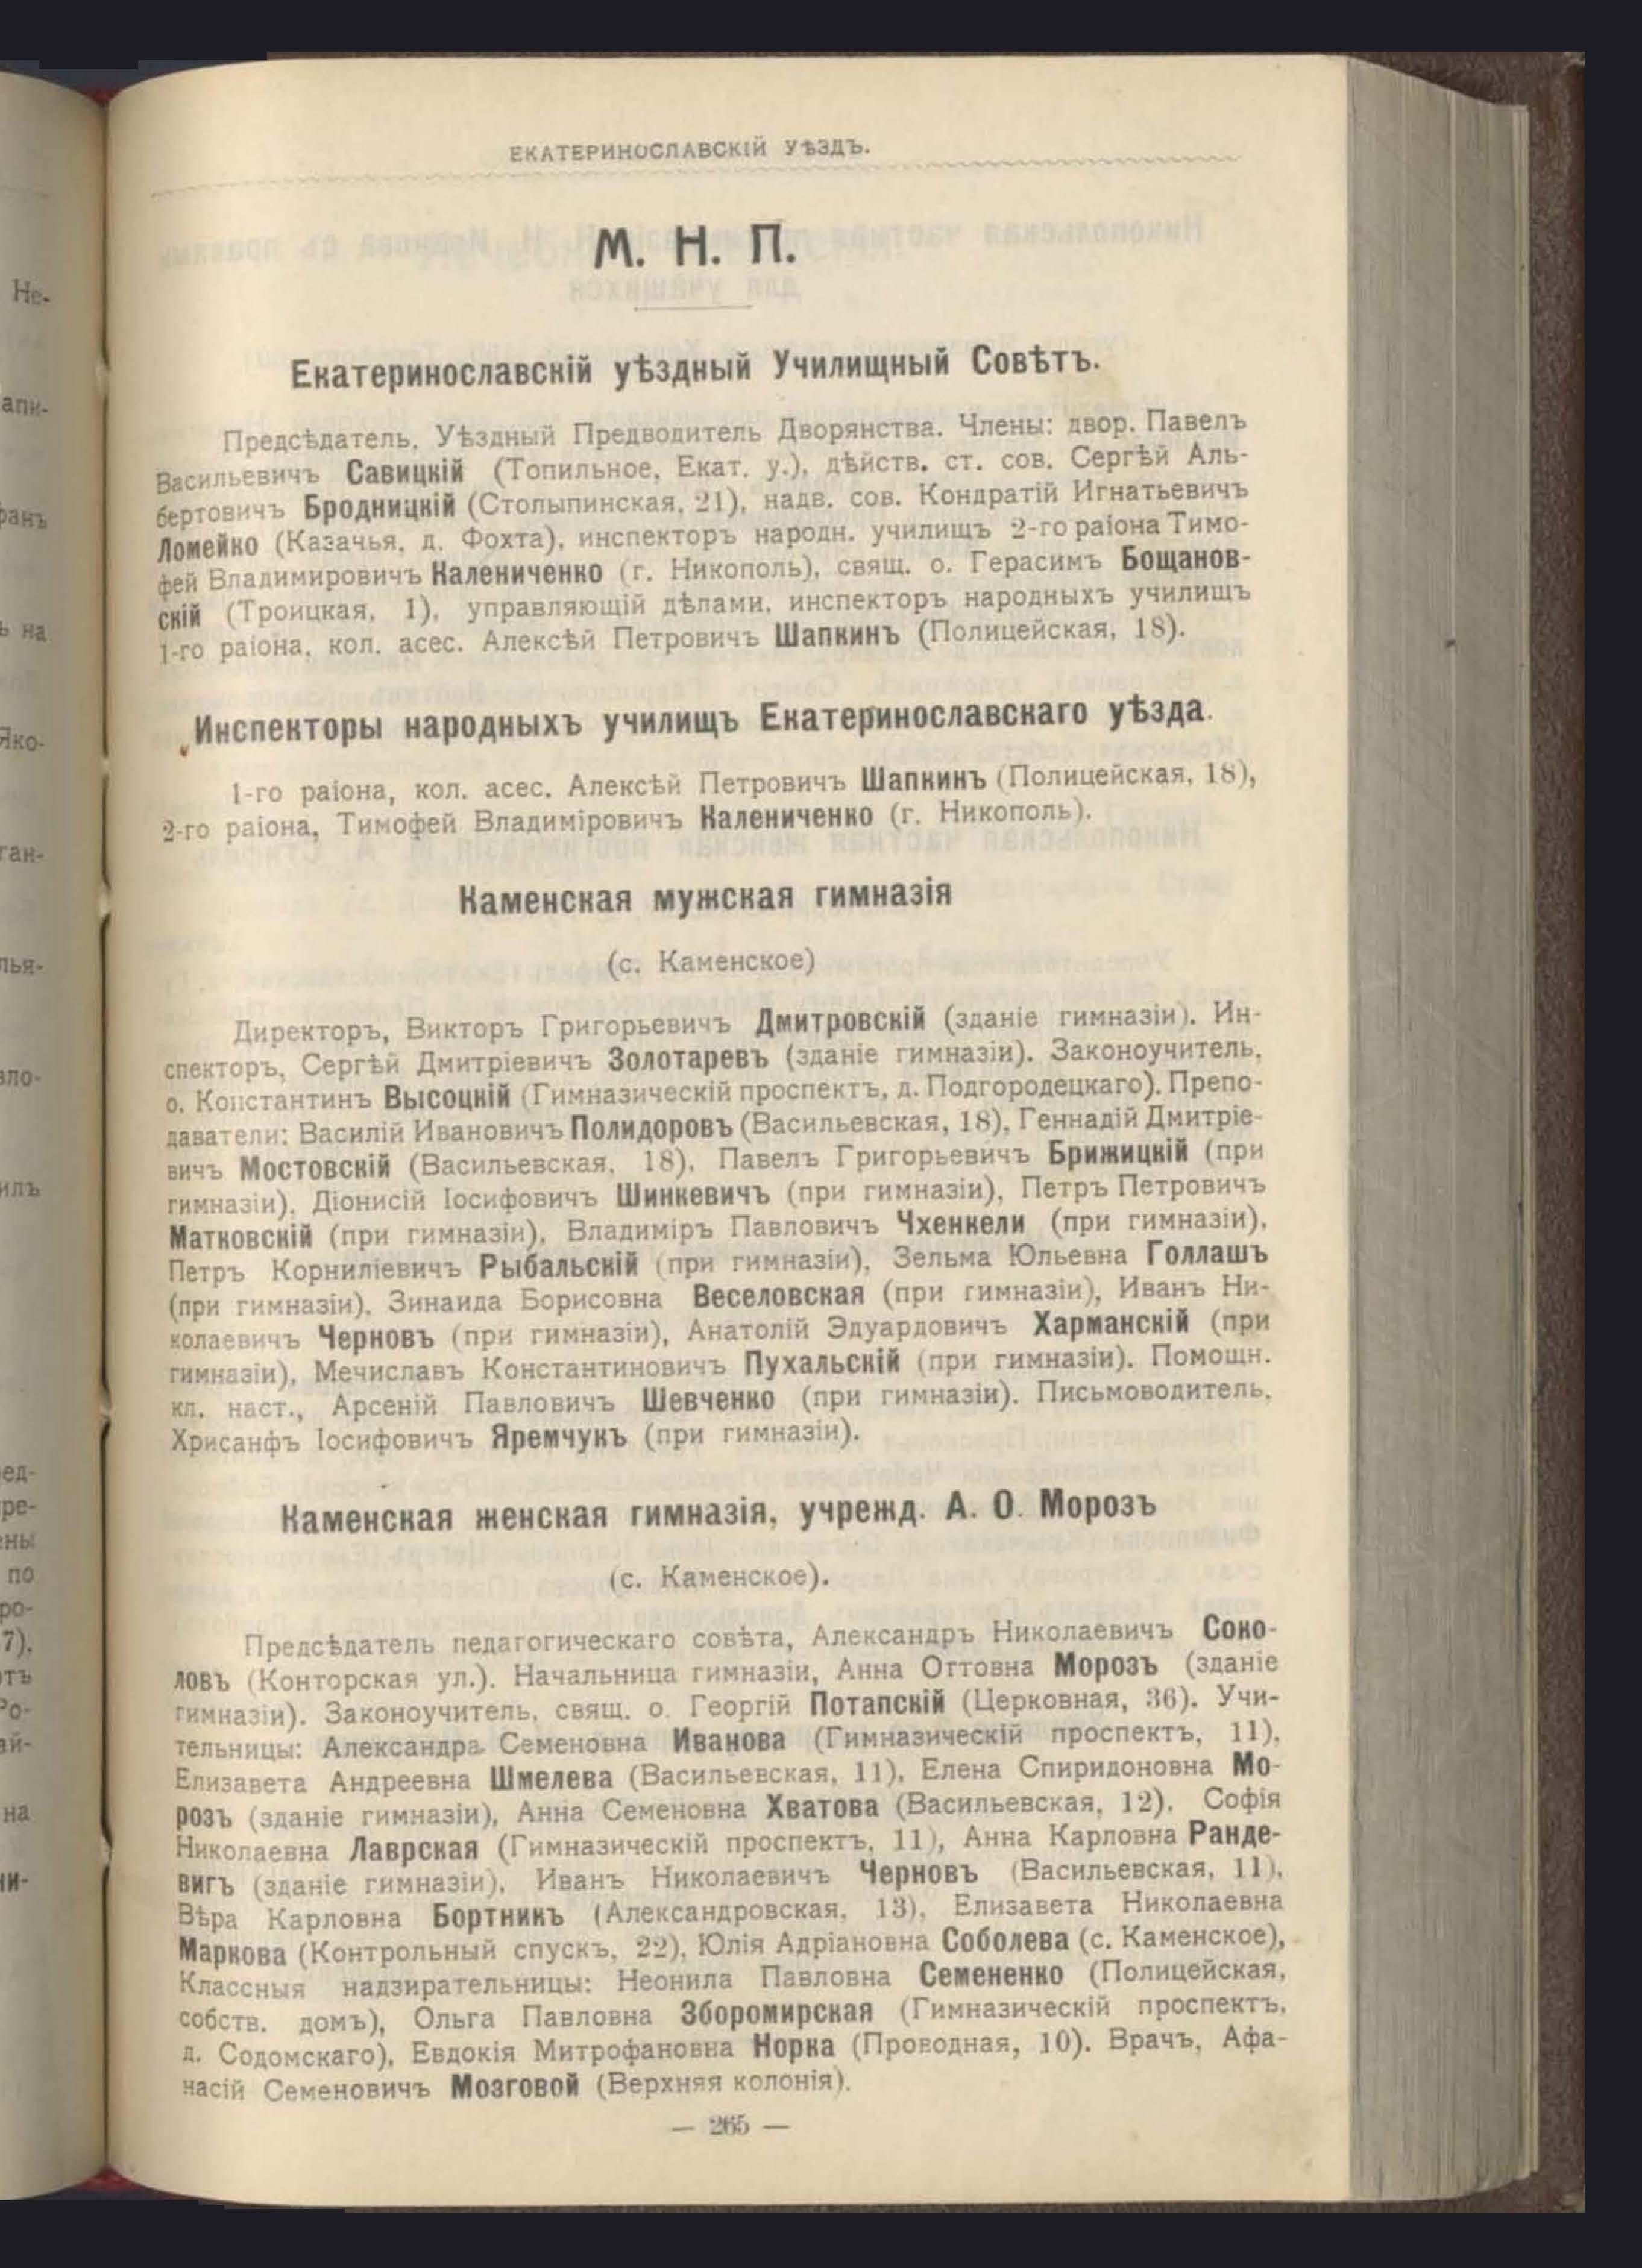 ЕКАТЕРИНОСЛАВСКІЙ УѢЗДЪ.
М. Н. П.
Екатеринославскій уѣздный Училищный Совѣтъ.
Предсѣдатель, Уѣздный Предводитель Дворянства. Члены: двор. Павелъ
Васильевичъ Савицкій (Топильное, Екат. у.), дѣйств. ст. сов. Сергѣй Аль-
бертовичъ Бродницкій (Столыпинская, 21), надв. сов. Кондратій Игнатьевичъ
Ломейко (Казачья, д. Фохта), инспекторъ народн. училищъ 2-го раіона Тимо-
фей Владимировичъ Калениченко (г. Никополь), свящ. о. Герасимъ Бощанов-
скій (Троицкая, 1), управляющій дѣлами, инспекторъ народныхъ училищъ
1-го раіона, кол. асес. Алексѣй Петровичъ Шапкинъ (Полицейская, 18).
Инспекторы народныхъ училищъ Екатеринославскаго уѣзда.
1-го раіона, кол. асес. Алексѣй Петровичъ Шапкинъ (Полицейская, 18),
2-го раіона, Тимофей Владиміровичъ Калениченко (г. Никополь).
Каменская мужская гимназія
(с. Каменское)
Директоръ, Викторъ Григорьевичъ Дмитровскій (зданіе гимназіи). Ин-
спекторъ, Сергѣй Дмитріевичъ Золотаревъ (зданіе гимназіи). Законоучитель,
о. Константинъ Высоцкій (Гимназическій проспектъ, д. Подгородецкаго). Препо-
даватели: Василій Ивановичъ Полидоровъ (Васильевская, 18), Геннадій Дмитріе-
вичъ Мостовскій (Васильевская, 18), Павелъ Григорьевичъ Брижицкій (при
гимназіи), Діонисій Іосифовичъ Шинкевичъ (при гимназіи), Петръ Петровичъ
Матковскій (при гимназіи), Владиміръ Павловичъ Чхенкели (при гимназіи),
Петръ Корниліевичъ Рыбальскій (при гимназіи), Зельма Юльевна Голлашъ
(при гимназіи), Зинаида Борисовна Веселовская (при гимназіи), Иванъ Ни-
колаевичъ Черновъ (при гимназіи), Анатолій Эдуардовичъ Харманскій (при
гимназіи), Мечиславъ Константиновичъ Пухальскій (при гимназіи). Помощн.
кл. наст., Арсеній Павловичъ Шевченко (при гимназіи). Письмоводитель,
Хрисанфъ Іосифовичъ Яремчукъ (при гимназіи).
Каменская женская гимназія, учрежд. А. О. Морозъ
(с. Каменское).
Предсѣдатель педагогическаго совѣта, Александръ Николаевичъ Соко-
ловъ (Конторская ул.). Начальница гимназіи, Анна Оттовна Морозъ (зданіе
гимназіи). Законоучитель, свящ. о. Георгій Потапскій (Церковная, 36). Учи-
тельницы: Александра Семеновна Иванова (Гимназическій проспектъ, 11),
Елизавета Андреевна Шмелева (Васильевская, 11), Елена Спиридоновна Мо-
розъ (зданіе гимназіи), Анна Семеновна Хватова (Васильевская, 12), Софія
Николаевна Лаврская (Гимназическій проспектъ, 11), Анна Карловна Ранде-
вигъ (зданіе гимназіи), Иванъ Николаевичъ Черновъ (Васильевская, 11),
Вѣра Карловна Бортникъ (Александровская, 13), Елизавета Николаевна
Маркова (Контрольный спускъ, 22), Юлія Адріановна Соболева (с. Каменское),
Классныя надзирательницы: Неонила Павловна Семененко (Полицейская,
собств. домъ), Ольга Павловна Зборомирская (Гимназическій проспектъ,
д. Содомскаго), Евдокія Митрофановна Норка (Проводная, 10). Врачъ, Афа-
насій Семеновичъ Мозговой (Верхняя колонія).
— 265 —